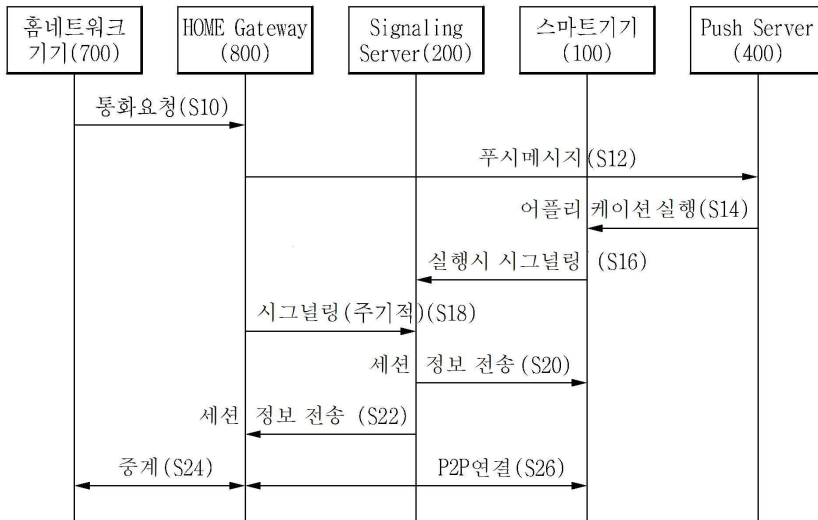 홈네트워크
기기(700)
HOME Gateway
(800)
Signaling
Server(200)
스마트기기
(100)
Push Server
(400)
통화요청(S10)
푸시메시지(S12)
어플리케이션실행(S14)
실행시 시그널링 (S16)
시그널링(주기적)(S18)
세션 정보 전송(S20)
세션 정보 전송 (S22)
중계(S24)
P2P연결(S26)